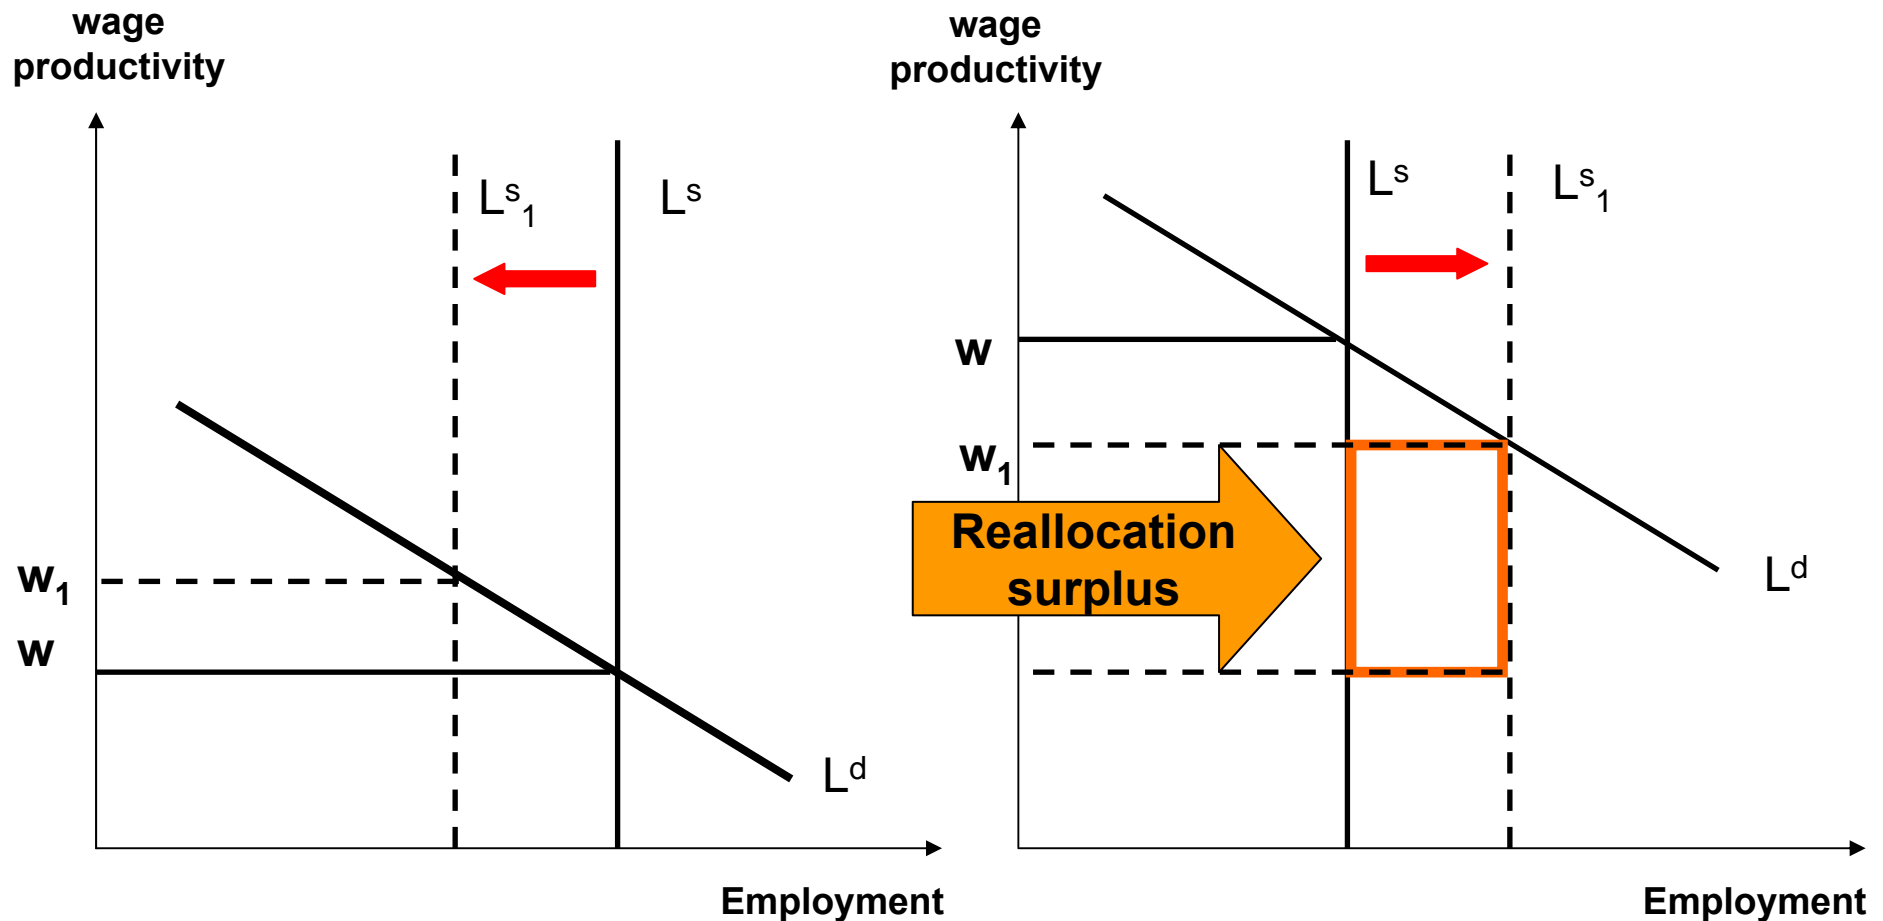 wage
productivity
Lˢ₁
Lˢ
w₁
w
Lᵈ
Employment
wage
productivity
Lˢ
Lˢ₁
w
w₁
Reallocation
surplus
Lᵈ
Employment